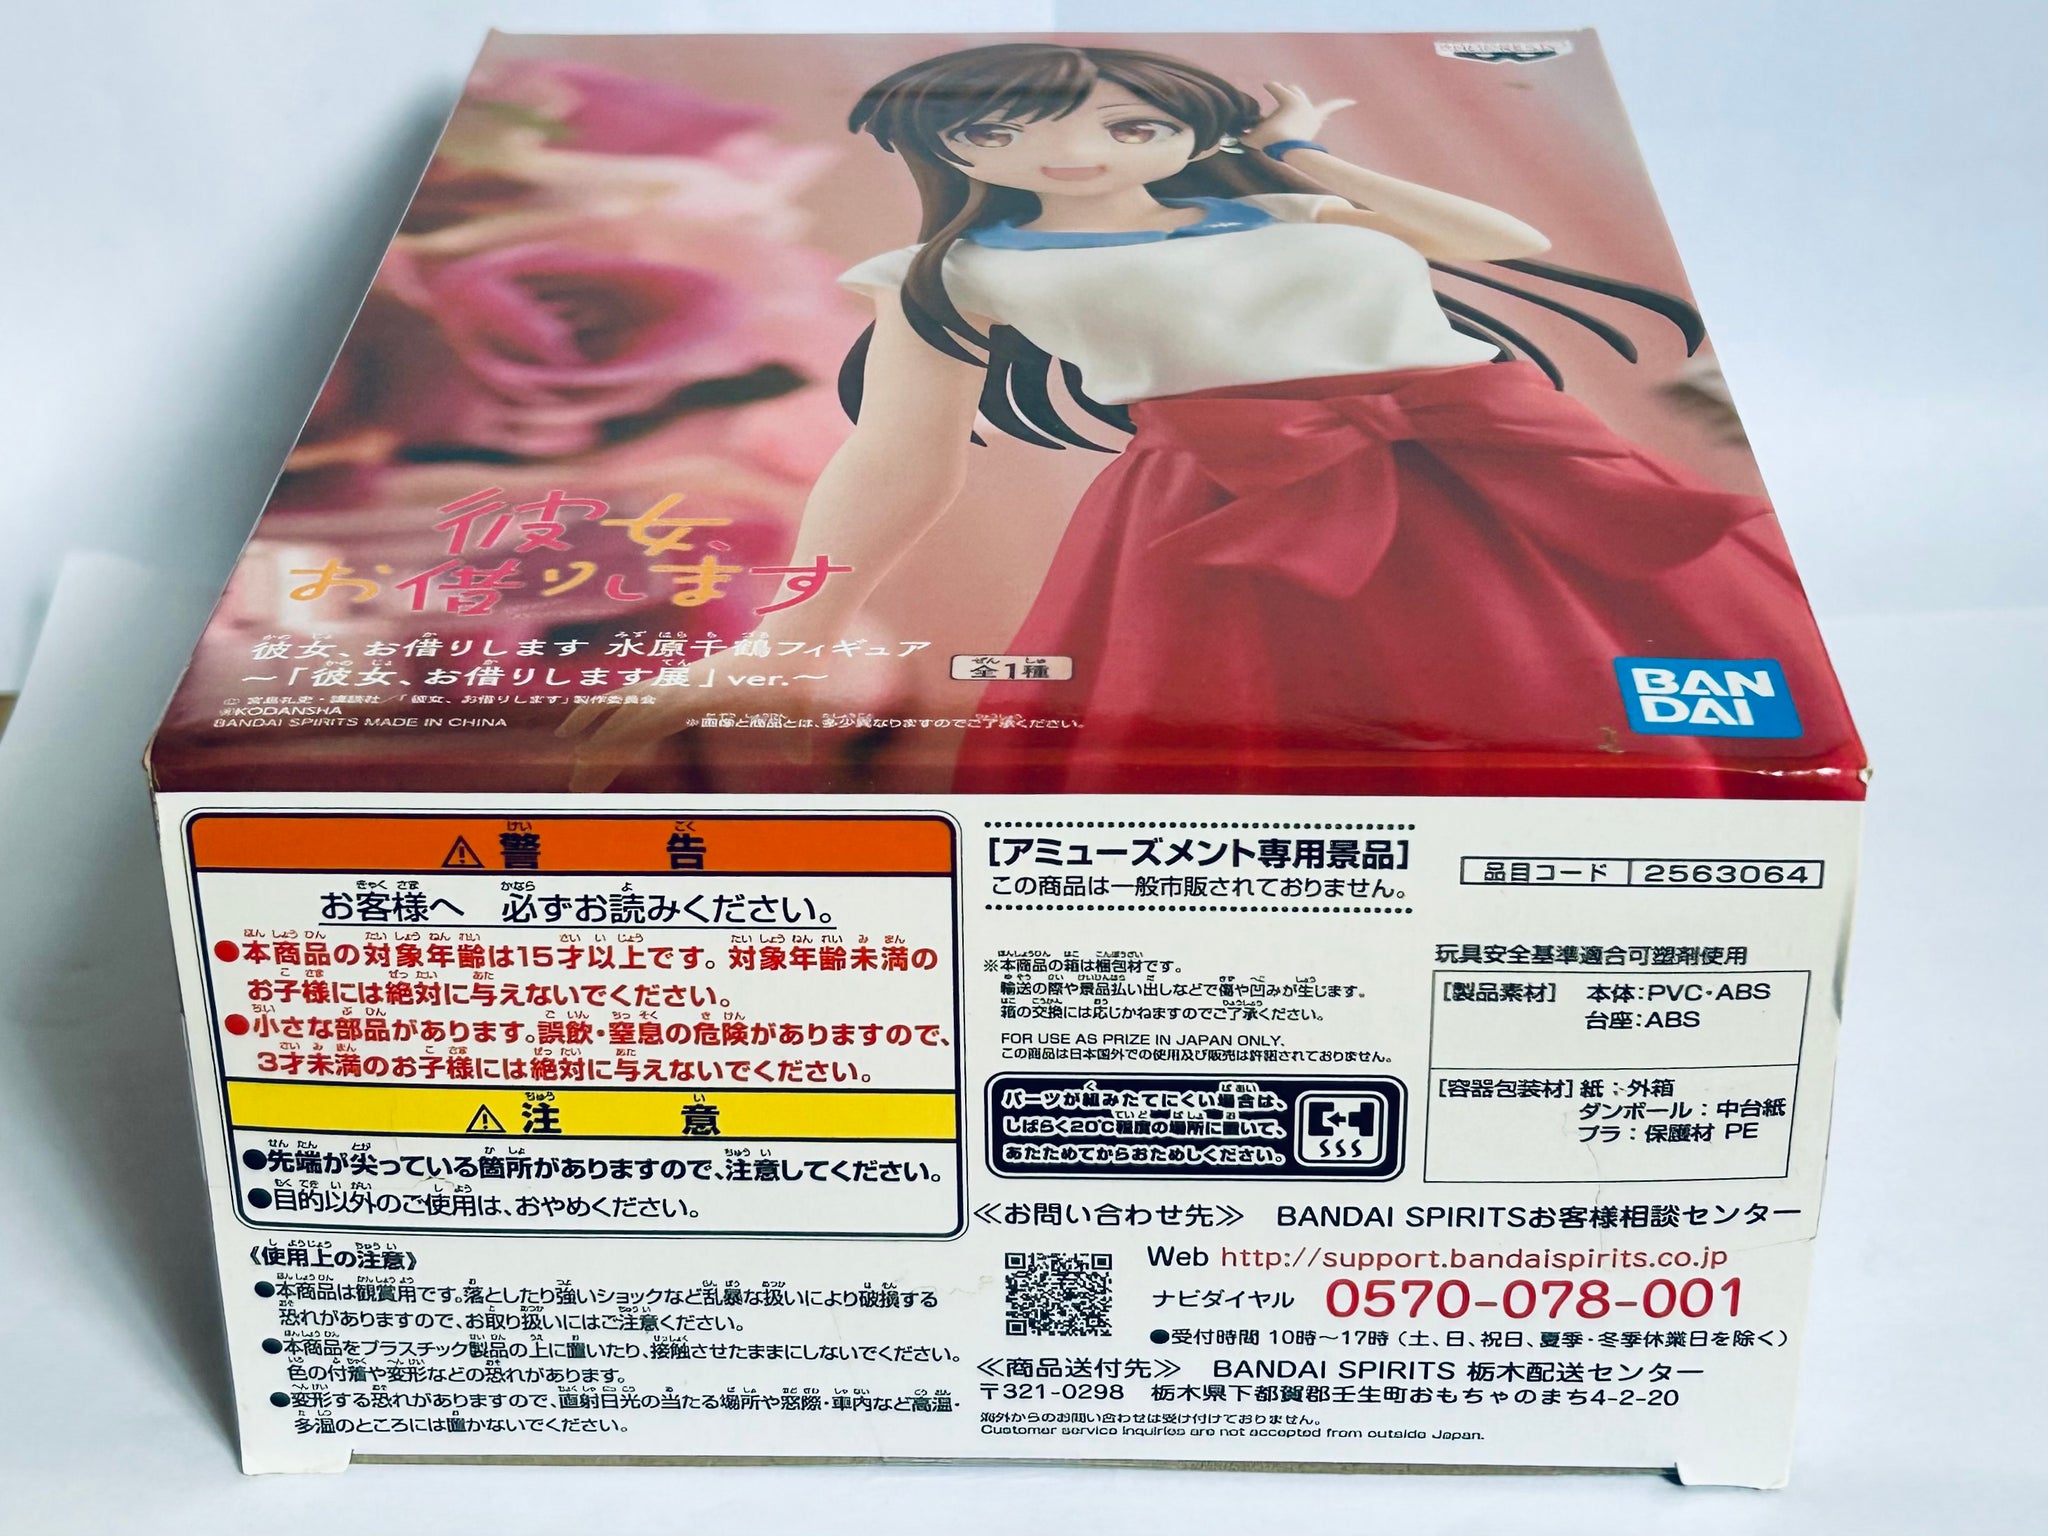 BANPRESTO
彼女、
お借りします
彼女、お借りします 水原千鶴フィギュア
～「彼女、お借りします展」ver.～
全1種
© 宮島礼吏・講談社/「彼女、お借りします」製作委員会
®KODANSHA
BANDAI SPIRITS MADE IN CHINA
※画像と商品とは、多少異なりますのでご了承ください。
BAN
DAI
⚠警告
お客様へ 必ずお読みください。
●本商品の対象年齢は15才以上です。対象年齢未満の
お子様には絶対に与えないでください。
●小さな部品があります。誤飲・窒息の危険がありますので、
3才未満のお子様には絶対に与えないでください。
⚠注意
●先端が尖っている箇所がありますので、注意してください。
●目的以外のご使用は、おやめください。
《使用上の注意》
●本商品は観賞用です。落としたり強いショックなど乱暴な扱いにより破損する
恐れがありますので、お取り扱いにはご注意ください。
●本商品をプラスチック製品の上に置いたり、接触させたままにしないでください。
色の付着や変形などの恐れがあります。
●変形する恐れがありますので、直射日光の当たる場所や窓際・車内など高温・
多湿のところには置かないでください。
[アミューズメント専用景品]
この商品は一般市販されておりません。
※本商品の箱は梱包材です。
輸送の際や景品払い出しなどで傷や凹みが生じます。
箱の交換には応じかねますのでご了承ください。
FOR USE AS PRIZE IN JAPAN ONLY.
この商品は日本国外での使用及び販売は許諾されておりません。
パーツが組みたてにくい場合は、
しばらく20℃程度の場所に置いて、
あたためてからおためしください。
品目コード 2563064
玩具安全基準適合可塑剤使用
[製品素材] 本体:PVC・ABS
台座:ABS
[容器包装材] 紙:外箱
ダンボール:中台紙
プラ:保護材 PE
≪お問い合わせ先≫ BANDAI SPIRITSお客様相談センター
Web http://support.bandaispirits.co.jp
ナビダイヤル 0570-078-001
●受付時間 10時～17時(土、日、祝日、夏季・冬季休業日を除く)
≪商品送付先≫ BANDAI SPIRITS 栃木配送センター
〒321-0298 栃木県下都賀郡壬生町おもちゃのまち4-2-20
海外からのお問い合わせは受け付けておりません。
Customer service inquiries are not accepted from outside Japan.